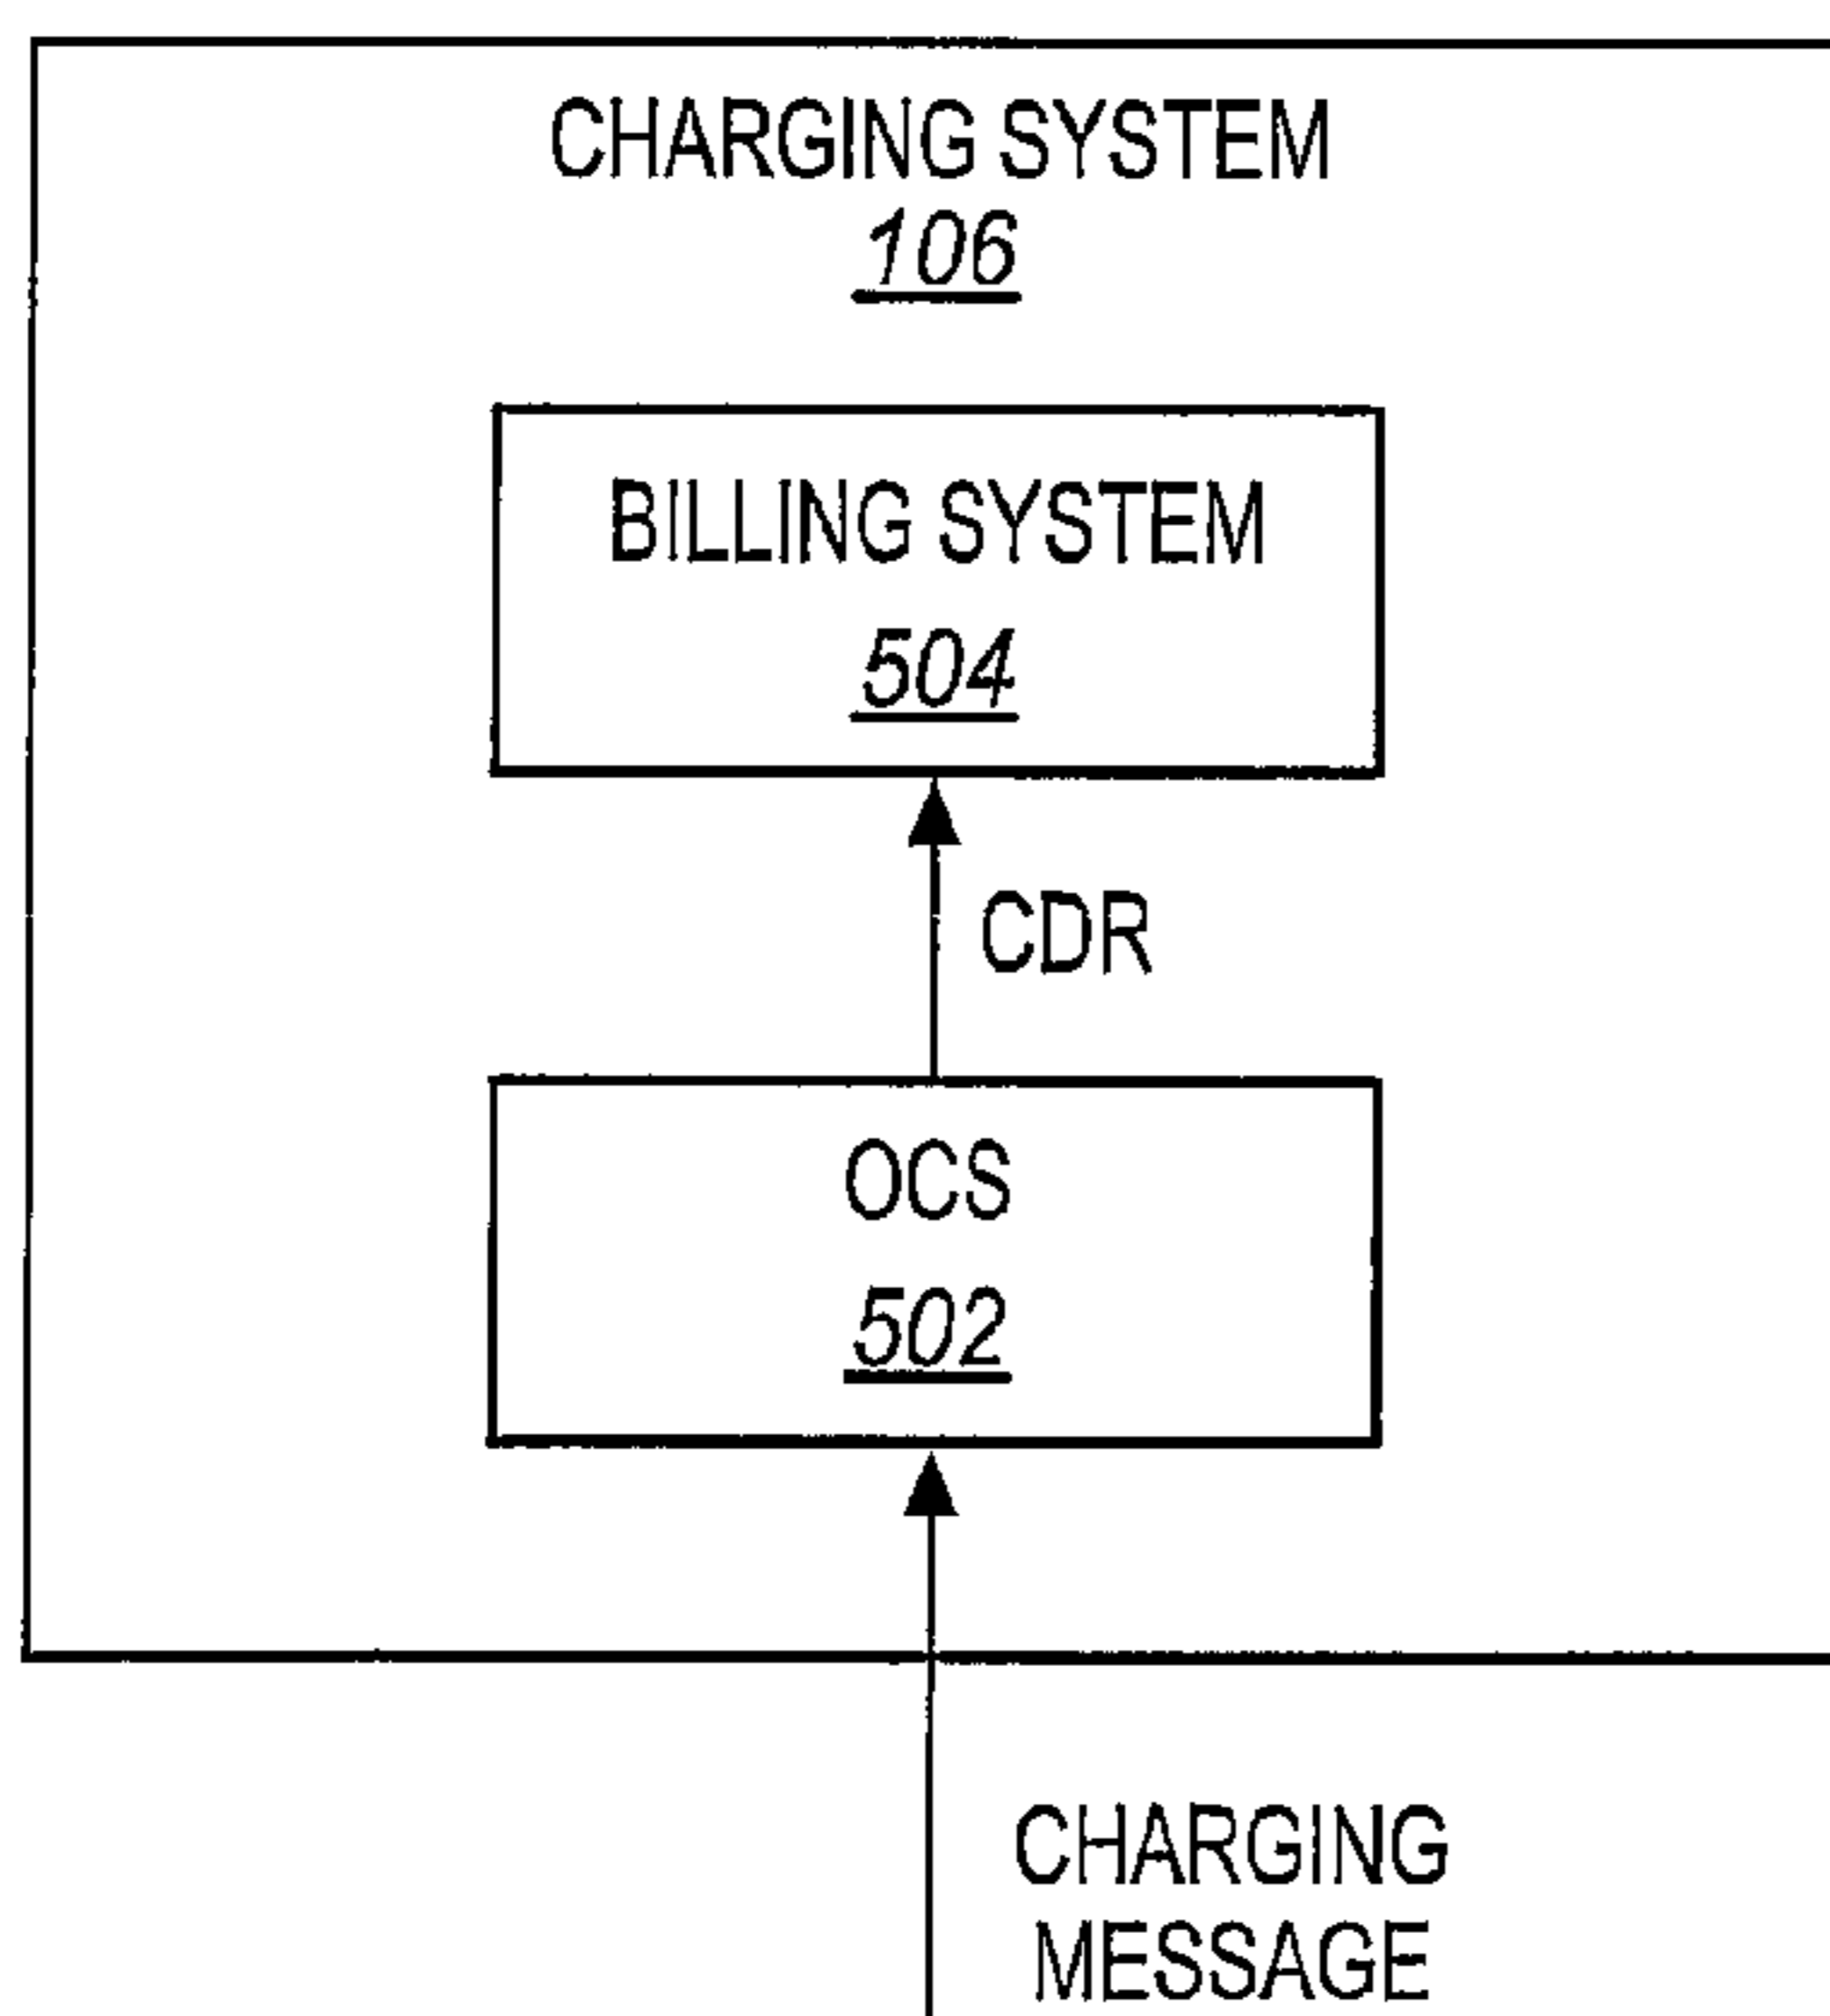 CHARGING SYSTEM
106
BILLING SYSTEM
504
CDR
OCS
502
CHARGING
MESSAGE